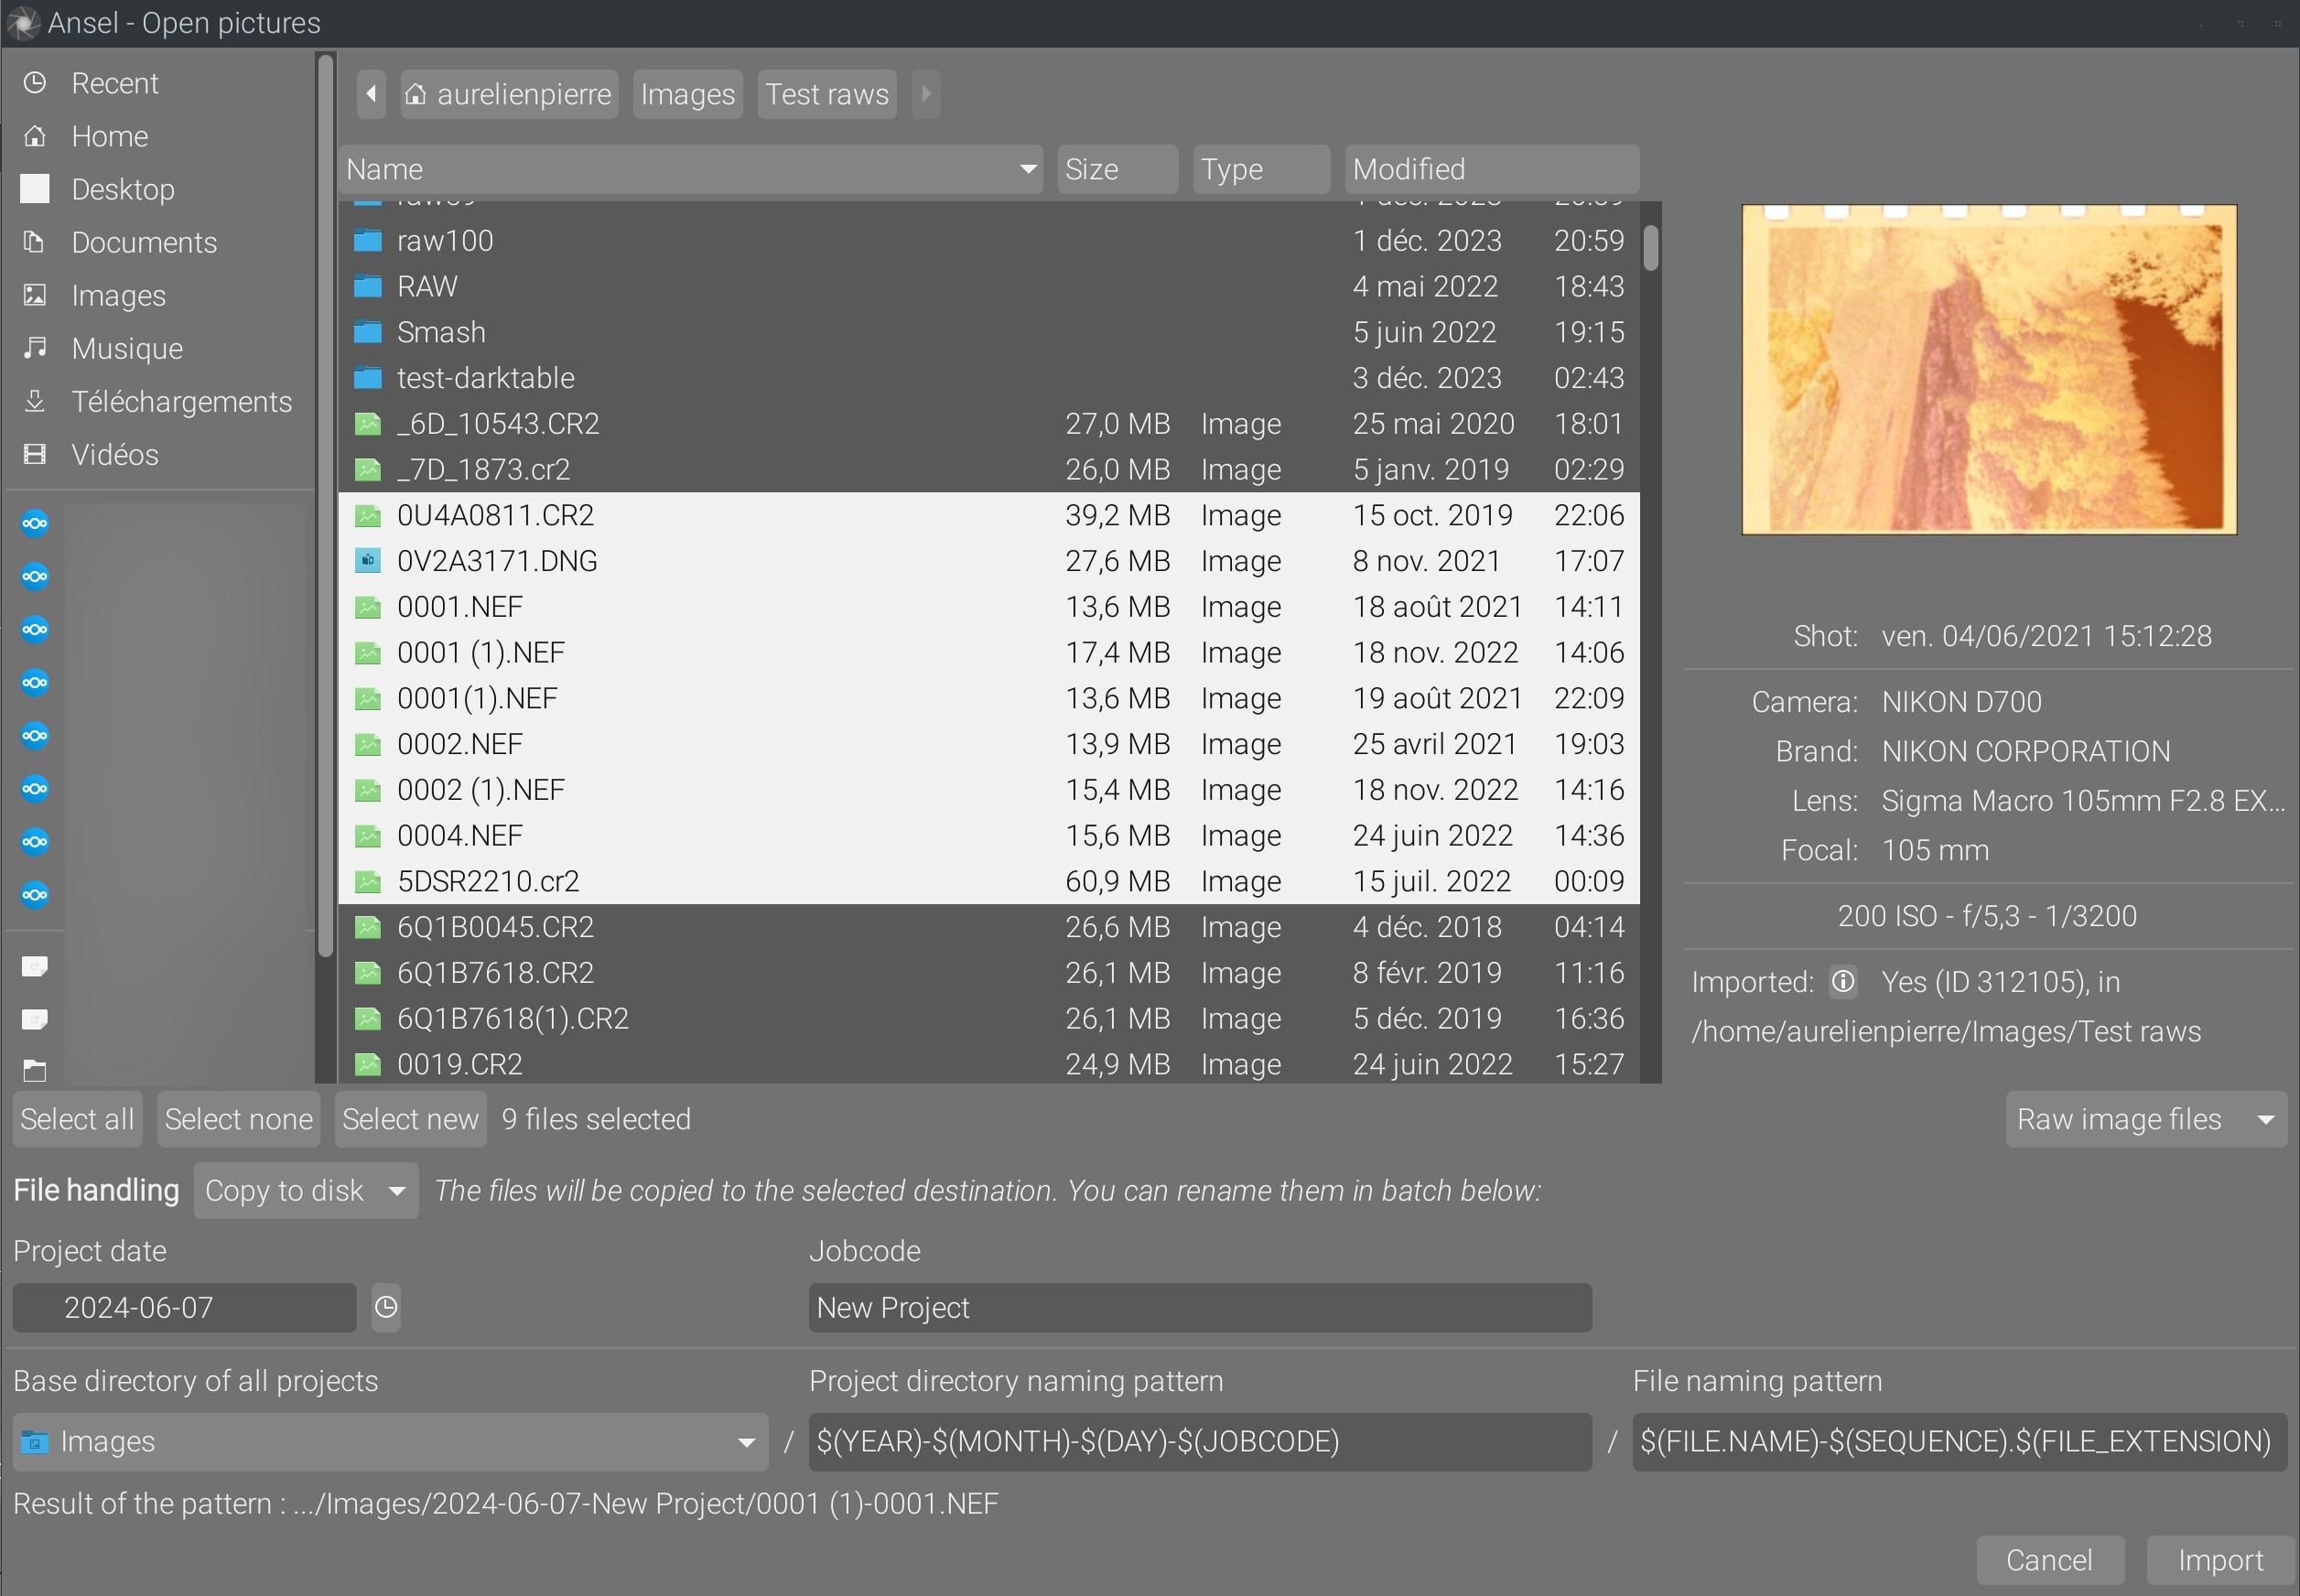 Ansel - Open pictures
Recent
Home
Desktop
Documents
Images
Musique
Téléchargements
Vidéos
aurelienpierre Images Test raws
Name Size Type Modified
raw100 1 déc. 2023 20:59
RAW 4 mai 2022 18:43
Smash 5 juin 2022 19:15
test-darktable 3 déc. 2023 02:43
_6D_10543.CR2 27,0 MB Image 25 mai 2020 18:01
_7D_1873.cr2 26,0 MB Image 5 janv. 2019 02:29
0U4A0811.CR2 39,2 MB Image 15 oct. 2019 22:06
0V2A3171.DNG 27,6 MB Image 8 nov. 2021 17:07
0001.NEF 13,6 MB Image 18 août 2021 14:11
0001 (1).NEF 17,4 MB Image 18 nov. 2022 14:06
0001(1).NEF 13,6 MB Image 19 août 2021 22:09
0002.NEF 13,9 MB Image 25 avril 2021 19:03
0002 (1).NEF 15,4 MB Image 18 nov. 2022 14:16
0004.NEF 15,6 MB Image 24 juin 2022 14:36
5DSR2210.cr2 60,9 MB Image 15 juil. 2022 00:09
6Q1B0045.CR2 26,6 MB Image 4 déc. 2018 04:14
6Q1B7618.CR2 26,1 MB Image 8 févr. 2019 11:16
6Q1B7618(1).CR2 26,1 MB Image 5 déc. 2019 16:36
0019.CR2 24,9 MB Image 24 juin 2022 15:27
Shot: ven. 04/06/2021 15:12:28
Camera: NIKON D700
Brand: NIKON CORPORATION
Lens: Sigma Macro 105mm F2.8 EX...
Focal: 105 mm
200 ISO - f/5,3 - 1/3200
Imported: Yes (ID 312105), in
/home/aurelienpierre/Images/Test raws
Select all Select none Select new 9 files selected Raw image files
File handling Copy to disk The files will be copied to the selected destination. You can rename them in batch below:
Project date Jobcode
2024-06-07 New Project
Base directory of all projects Project directory naming pattern File naming pattern
Images / $(YEAR)-$(MONTH)-$(DAY)-$(JOBCODE) / $(FILE.NAME)-$(SEQUENCE).$(FILE_EXTENSION)
Result of the pattern : .../Images/2024-06-07-New Project/0001 (1)-0001.NEF
Cancel Import